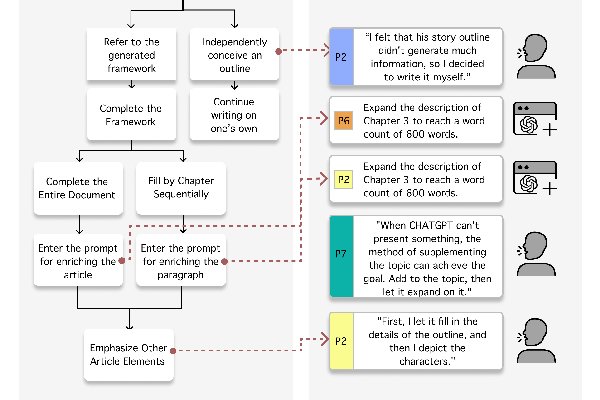 Refer to the
generated
framework
Independently
conceive an
outline
Complete the
Framework
Continue
writing on
one's own
Complete the
Entire Document
Fill by Chapter
Sequentially
Enter the prompt
for enriching the
article
Enter the prompt
for enriching the
paragraph
Emphasize Other
Article Elements
P2
"I felt that his story outline
didn't generate much
information, so I decided
to write it myself."
P6
Expand the description of
Chapter 3 to reach a word
count of 600 words.
P2
Expand the description of
Chapter 3 to reach a word
count of 600 words.
P7
"When CHATGPT can't
present something, the
method of supplementing
the topic can achieve the
goal. Add to the topic, then
let it expand on it."
P2
"First, I let it fill in the
details of the outline, and
then I depict the
characters."